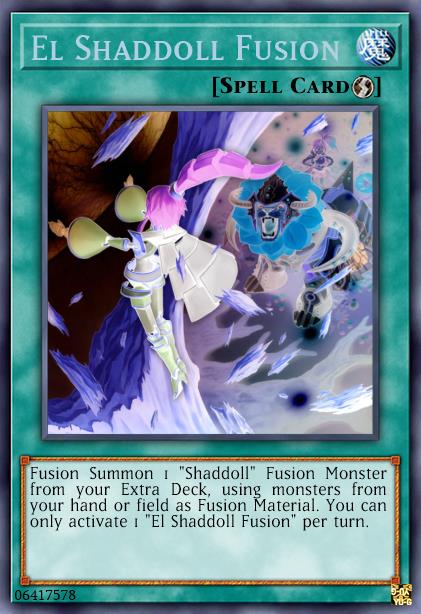 El Shaddoll Fusion
魔
[Spell Card]
Fusion Summon 1 "Shaddoll" Fusion Monster
from your Extra Deck, using monsters from
your hand or field as Fusion Material. You can
only activate 1 "El Shaddoll Fusion" per turn.
06417578